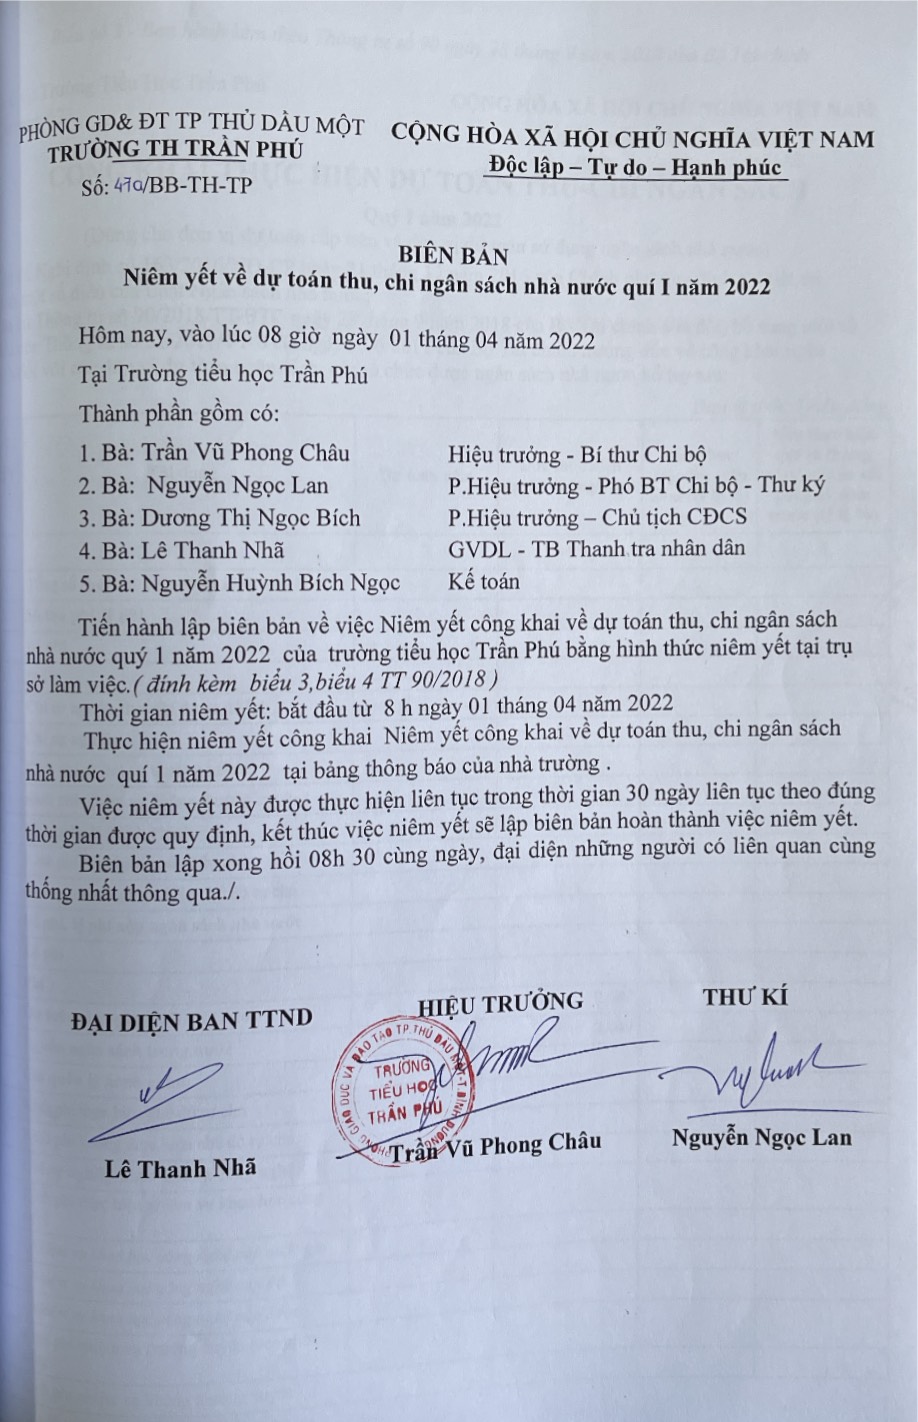 PHÒNG GD& ĐT TP THỦ DẦU MỘT
TRƯỜNG TH TRẦN PHÚ
Số: 47a/BB-TH-TP
CỘNG HÒA XÃ HỘI CHỦ NGHĨA VIỆT NAM
Độc lập – Tự do – Hạnh phúc
BIÊN BẢN
Niêm yết về dự toán thu, chi ngân sách nhà nước quí I năm 2022
Hôm nay, vào lúc 08 giờ ngày 01 tháng 04 năm 2022
Tại Trường tiểu học Trần Phú
Thành phần gồm có:
1. Bà: Trần Vũ Phong Châu Hiệu trưởng - Bí thư Chi bộ
2. Bà: Nguyễn Ngọc Lan P.Hiệu trưởng - Phó BT Chi bộ - Thư ký
3. Bà: Dương Thị Ngọc Bích P.Hiệu trưởng – Chủ tịch CĐCS
4. Bà: Lê Thanh Nhã GVDL - TB Thanh tra nhân dân
5. Bà: Nguyễn Huỳnh Bích Ngọc Kế toán
Tiến hành lập biên bản về việc Niêm yết công khai về dự toán thu, chi ngân sách
nhà nước quý 1 năm 2022 của trường tiểu học Trần Phú bằng hình thức niêm yết tại trụ
sở làm việc.( đính kèm biểu 3,biểu 4 TT 90/2018 )
Thời gian niêm yết: bắt đầu từ 8 h ngày 01 tháng 04 năm 2022
Thực hiện niêm yết công khai Niêm yết công khai về dự toán thu, chi ngân sách
nhà nước quí 1 năm 2022 tại bảng thông báo của nhà trường .
Việc niêm yết này được thực hiện liên tục trong thời gian 30 ngày liên tục theo đúng
thời gian được quy định, kết thúc việc niêm yết sẽ lập biên bản hoàn thành việc niêm yết.
Biên bản lập xong hồi 08h 30 cùng ngày, đại diện những người có liên quan cùng
thống nhất thông qua./.
ĐẠI DIỆN BAN TTND
HIỆU TRƯỞNG
THƯ KÍ
PHÒNG GIÁO DỤC VÀ ĐÀO TẠO TP.THỦ DẦU MỘT-T.BÌNH DƯƠNG
TRƯỜNG
TIỂU HỌC
TRẦN PHÚ
Lê Thanh Nhã
Trần Vũ Phong Châu
Nguyễn Ngọc Lan